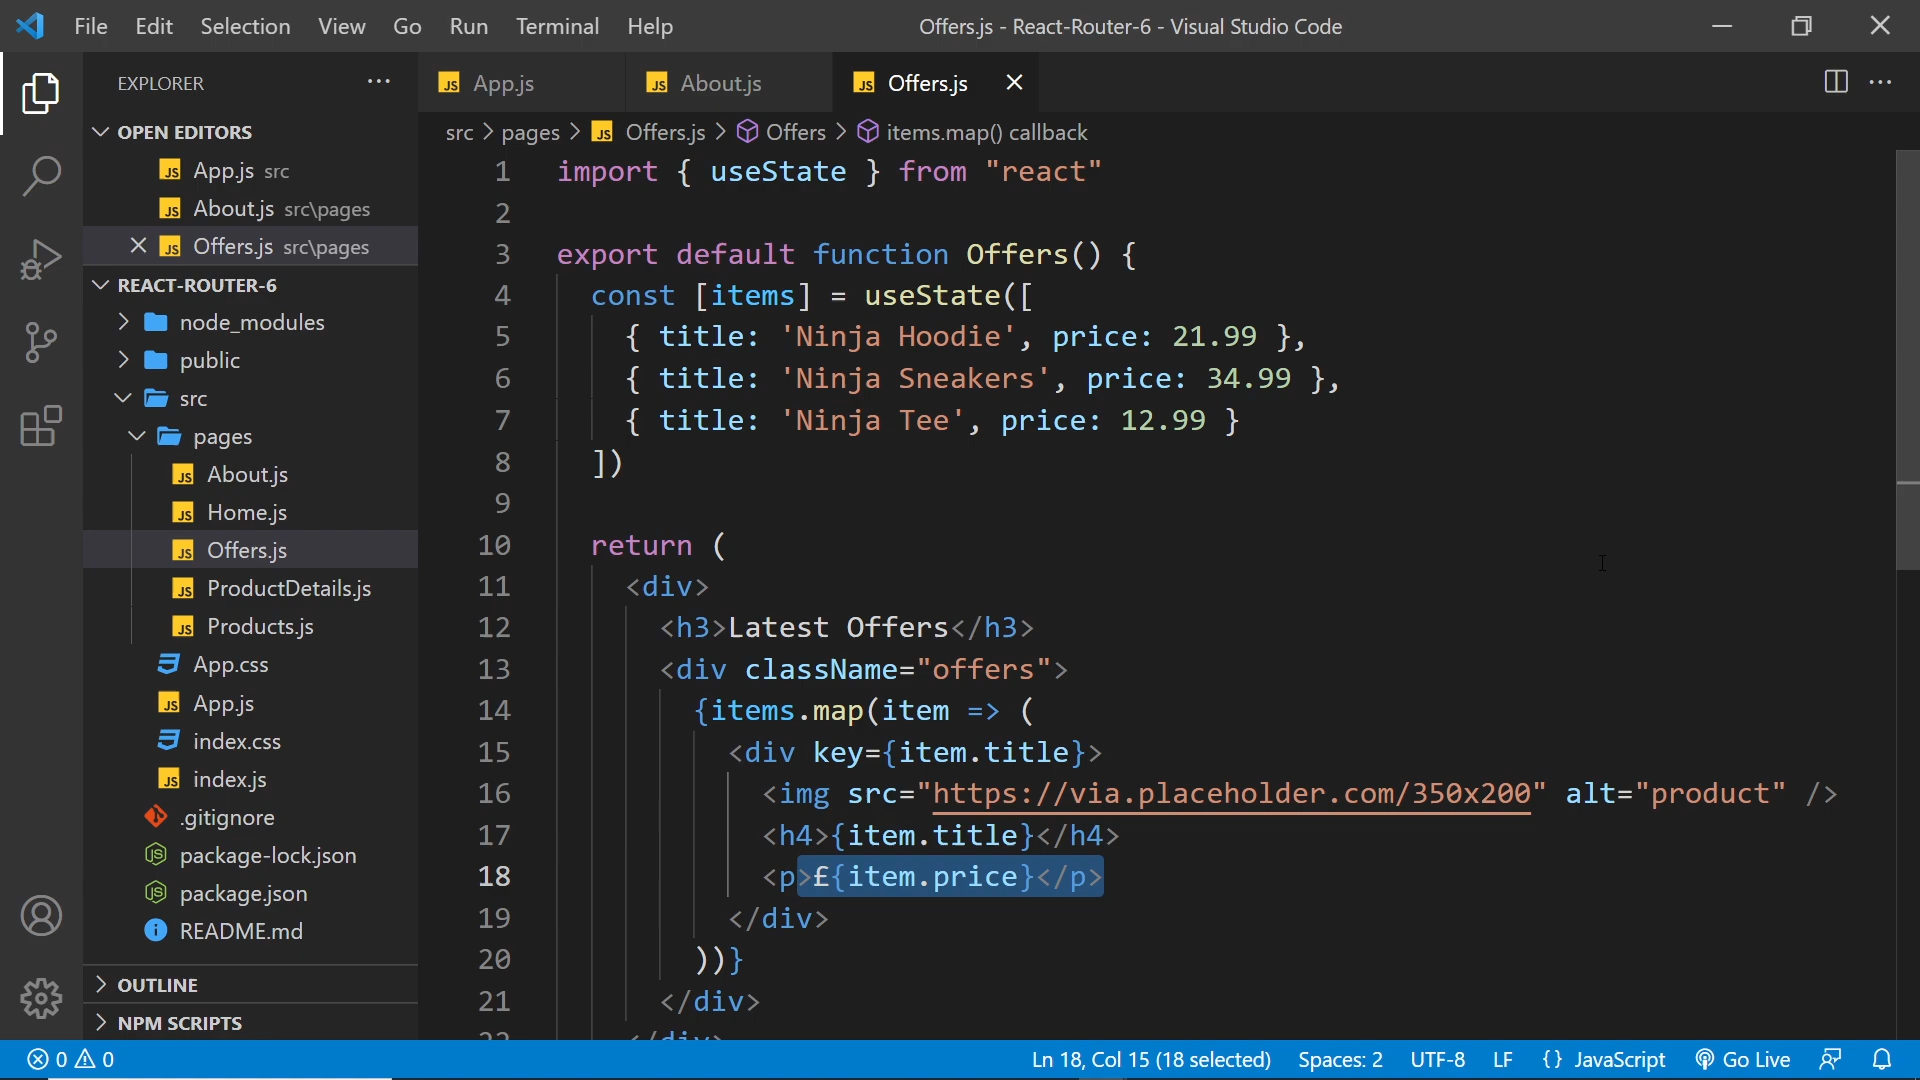 File Edit Selection View Go Run Terminal Help
Offers.js - React-Router-6 - Visual Studio Code
EXPLORER
OPEN EDITORS
App.js src
About.js src\pages
Offers.js src\pages
REACT-ROUTER-6
node_modules
public
src
pages
About.js
Home.js
Offers.js
ProductDetails.js
Products.js
App.css
App.js
index.css
index.js
.gitignore
package-lock.json
package.json
README.md
OUTLINE
NPM SCRIPTS
App.js About.js Offers.js
src > pages > Offers.js > Offers > items.map() callback
1 import { useState } from "react"
2
3 export default function Offers() {
4 const [items] = useState([
5 { title: 'Ninja Hoodie', price: 21.99 },
6 { title: 'Ninja Sneakers', price: 34.99 },
7 { title: 'Ninja Tee', price: 12.99 }
8 ])
9
10 return (
11 <div>
12 <h3>Latest Offers</h3>
13 <div className="offers">
14 {items.map(item => (
15 <div key={item.title}>
16 <img src="https://via.placeholder.com/350x200" alt="product" />
17 <h4>{item.title}</h4>
18 <p>£{item.price}</p>
19 </div>
20 ))}
21 </div>
22 </div>
0 0
Ln 18, Col 15 (18 selected) Spaces: 2 UTF-8 LF {} JavaScript Go Live